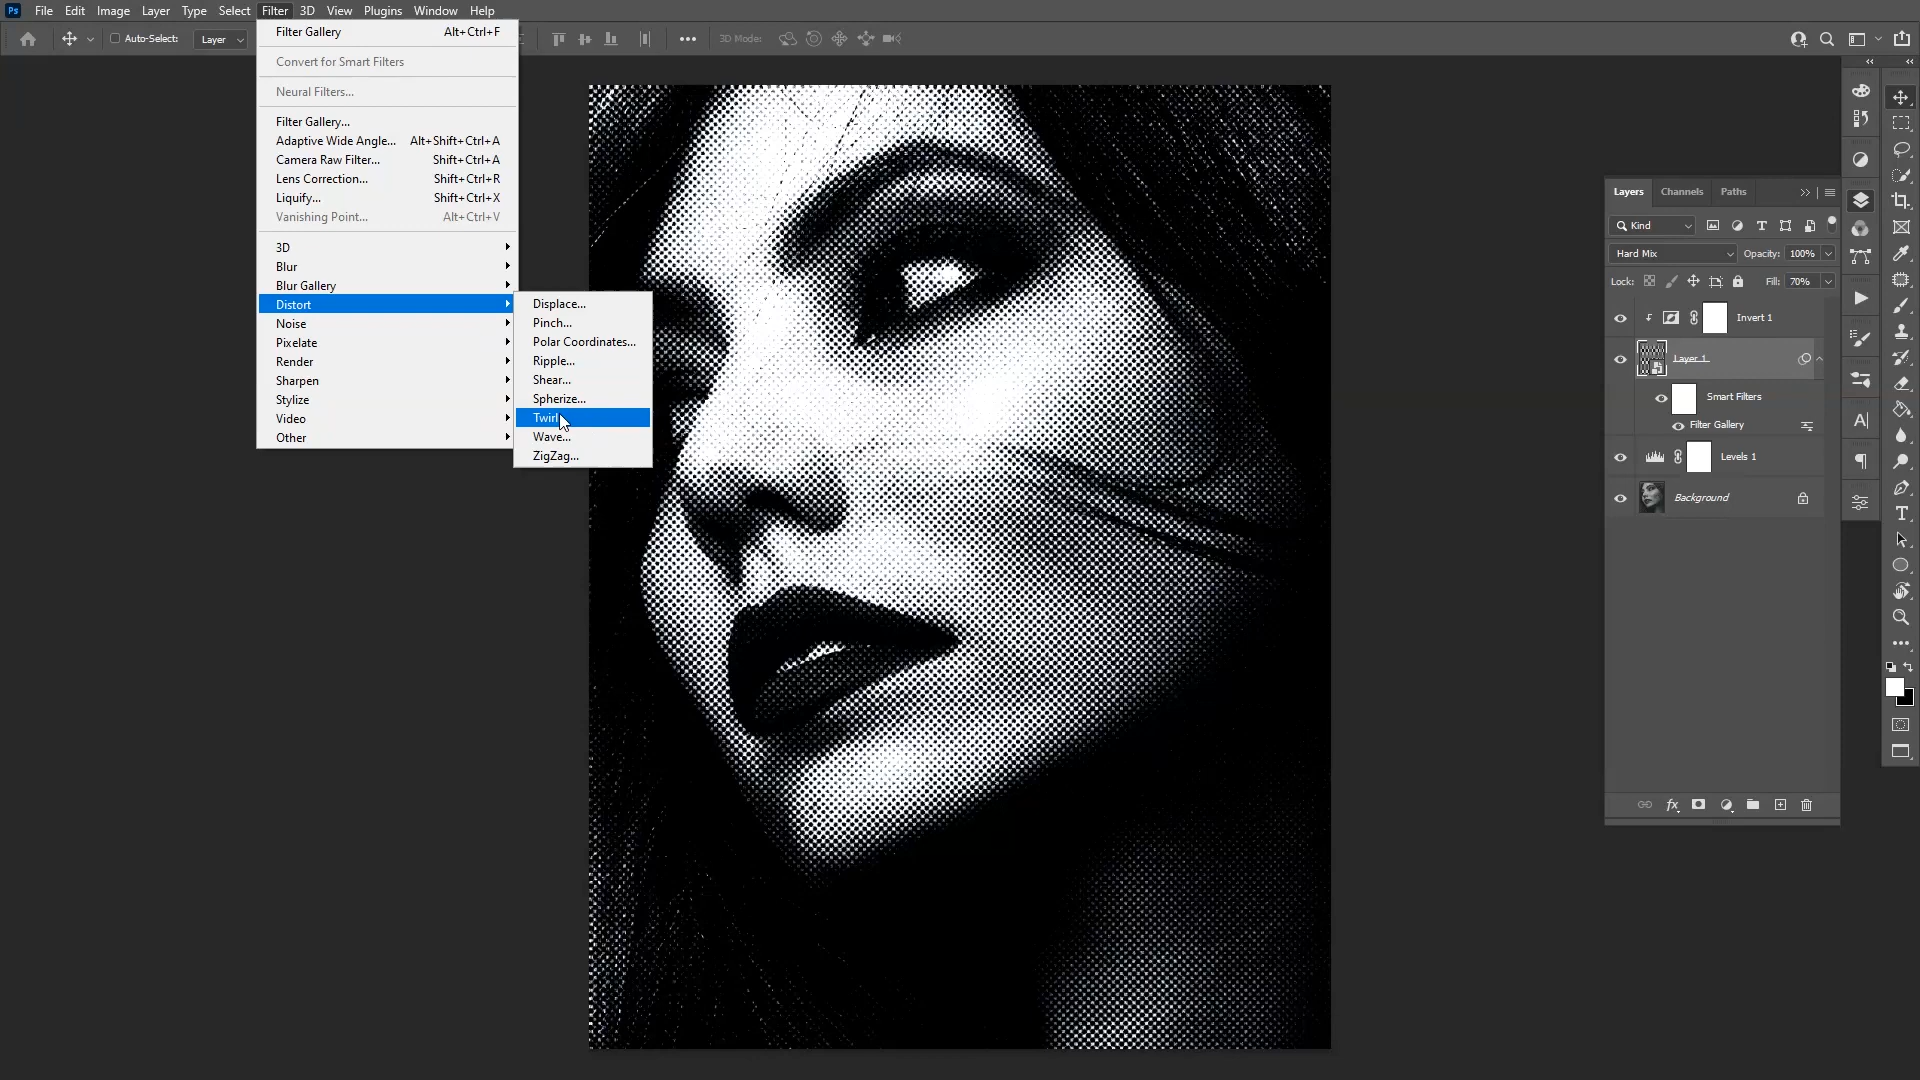 Ps File Edit Image Layer Type Select Filter 3D View Plugins Window Help
Auto-Select: Layer 3D Mode:
Filter Gallery Alt+Ctrl+F
Convert for Smart Filters
Neural Filters...
Filter Gallery...
Adaptive Wide Angle... Alt+Shift+Ctrl+A
Camera Raw Filter... Shift+Ctrl+A
Lens Correction... Shift+Ctrl+R
Liquify... Shift+Ctrl+X
Vanishing Point... Alt+Ctrl+V
3D
Blur
Blur Gallery
Distort
Noise
Pixelate
Render
Sharpen
Stylize
Video
Other
Displace...
Pinch...
Polar Coordinates...
Ripple...
Shear...
Spherize...
Twirl
Wave...
ZigZag...
Layers Channels Paths
Kind
Hard Mix Opacity: 100%
Lock: Fill: 70%
Invert 1
Layer 1
Smart Filters
Filter Gallery
Levels 1
Background
fx